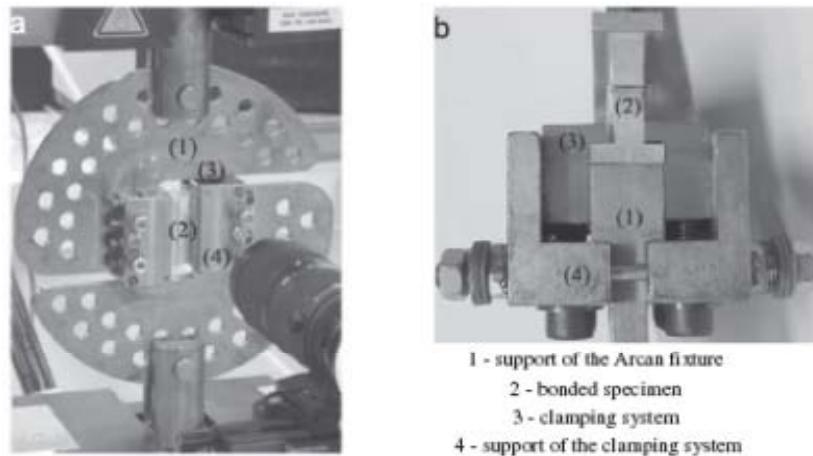 a
(1)
(3)
(2)
(4)
b
(2)
(3)
(1)
(4)
1 - support of the Arcan fixture
2 - bonded specimen
3 - clamping system
4 - support of the clamping system